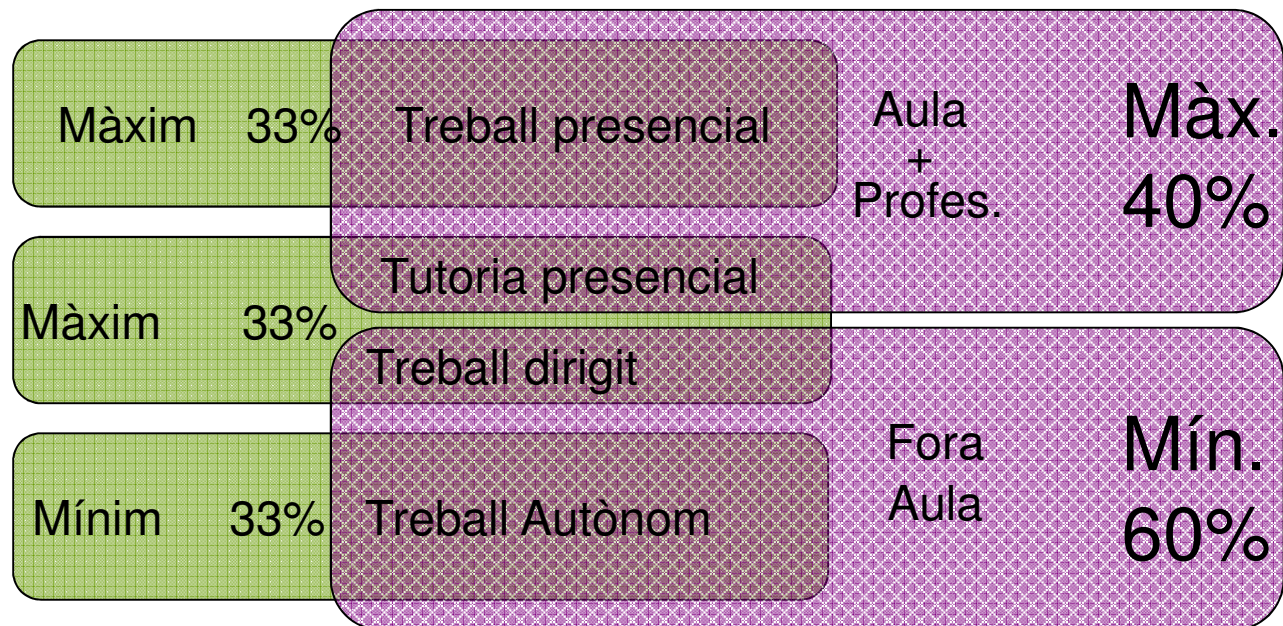 Màxim 33% Treball presencial
Aula
+
Profes.
Màx.
40%
Tutoria presencial
Màxim 33%
Treball dirigit
Mínim 33% Treball Autònom
Fora
Aula
Mín.
60%